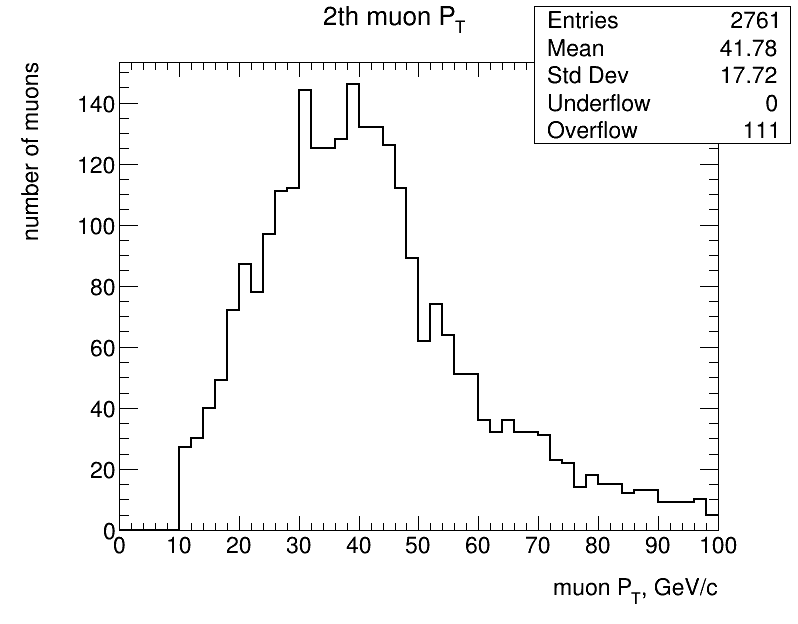 2th muon PT
Entries 2761
Mean 41.78
Std Dev 17.72
Underflow 0
Overflow 111
number of muons
140
120
100
80
60
40
20
0
0 10 20 30 40 50 60 70 80 90 100
muon PT, GeV/c